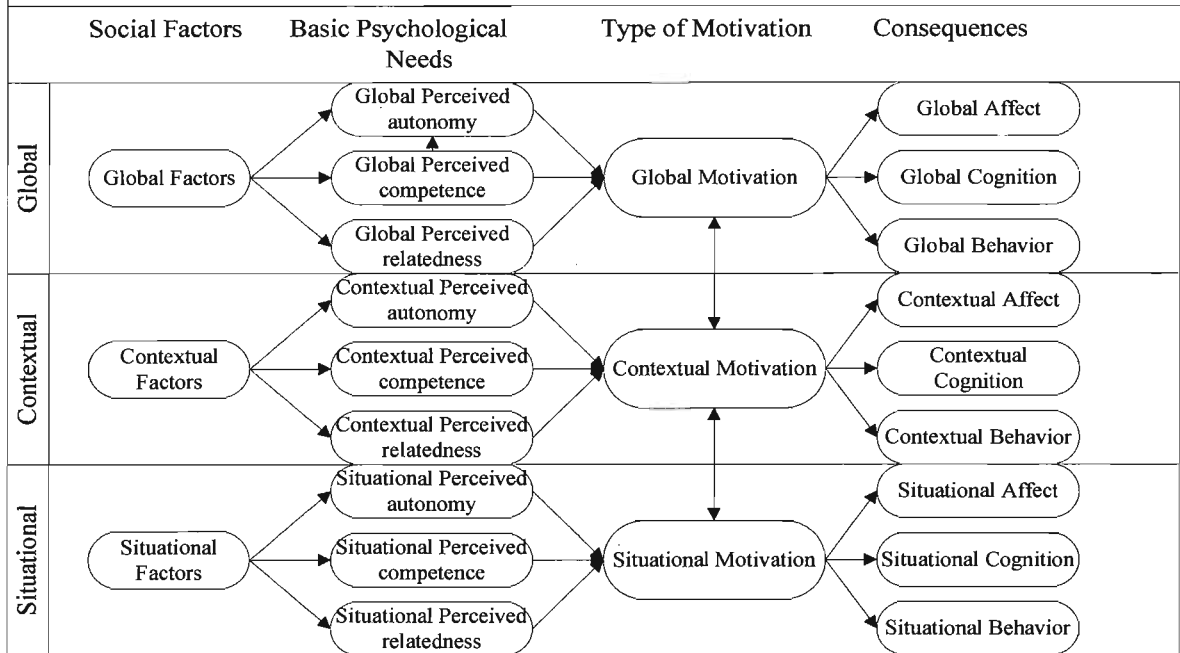 Social Factors
Basic Psychological
Needs
Type of Motivation
Consequences
Global
Global Factors
Global Perceived
autonomy
Global Perceived
competence
Global Perceived
relatedness
Global Motivation
Global Affect
Global Cognition
Global Behavior
Contextual
Contextual
Factors
Contextual Perceived
autonomy
Contextual Perceived
competence
Contextual Perceived
relatedness
Contextual Motivation
Contextual Affect
Contextual
Cognition
Contextual Behavior
Situational
Situational
Factors
Situational Perceived
autonomy
Situational Perceived
competence
Situational Perceived
relatedness
Situational Motivation
Situational Affect
Situational Cognition
Situational Behavior